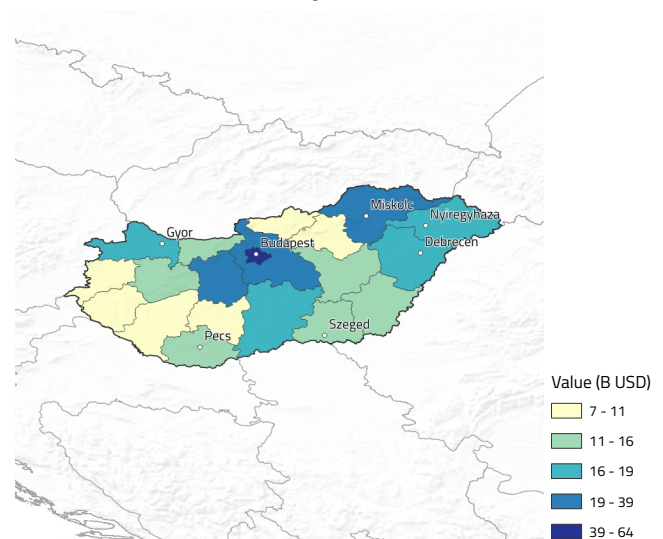 Miskolc
Nyiregyhaza
Gyor
Budapest
Debrecen
Szeged
Pecs
Value (B USD)
7 - 11
11 - 16
16 - 19
19 - 39
39 - 64